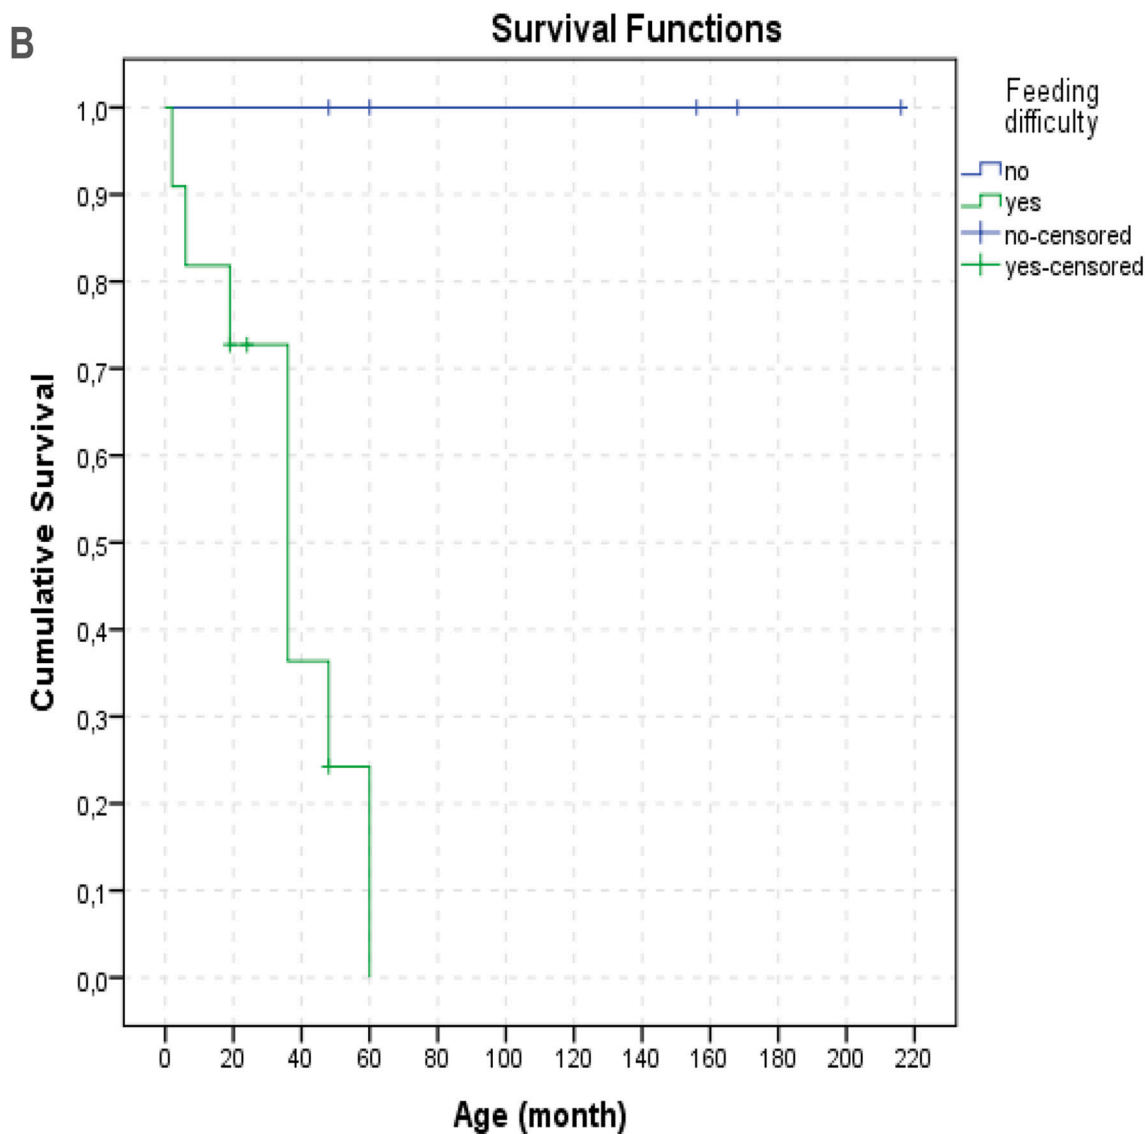 B
Survival Functions
Feeding
difficulty
no
yes
no-censored
yes-censored
Cumulative Survival
1,0
0,9
0,8
0,7
0,6
0,5
0,4
0,3
0,2
0,1
0,0
0 20 40 60 80 100 120 140 160 180 200 220
Age (month)